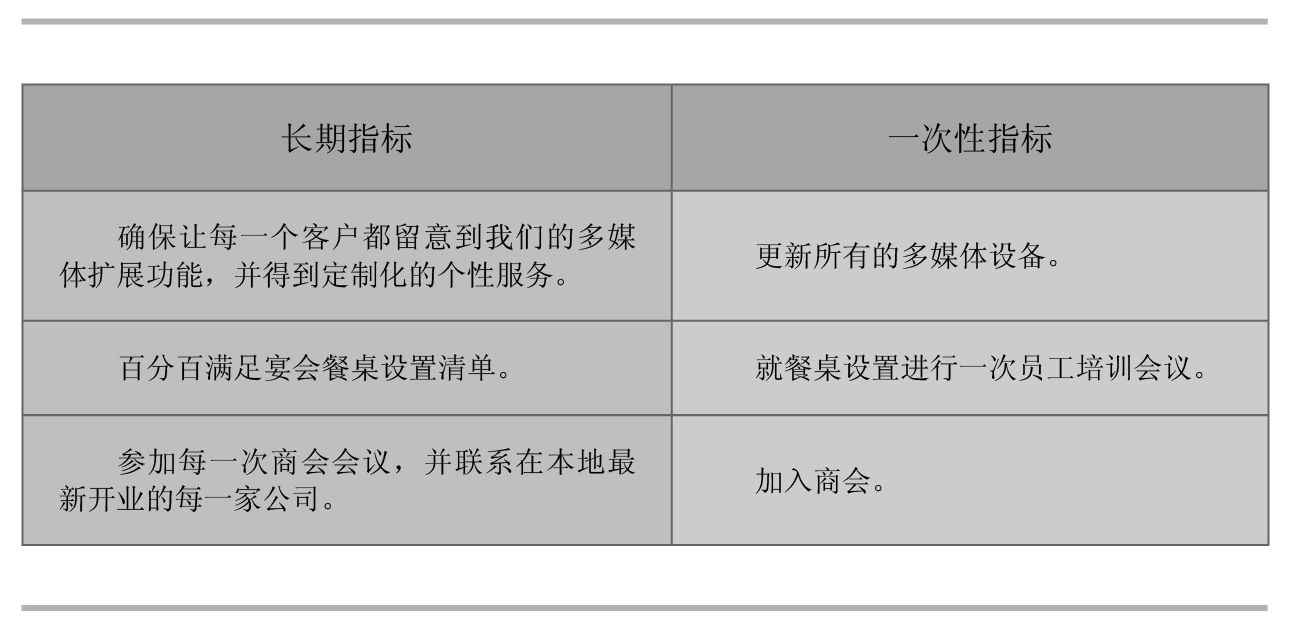 长期指标
一次性指标
确保让每一个客户都留意到我们的多媒
体扩展功能，并得到定制化的个性服务。
更新所有的多媒体设备。
百分百满足宴会餐桌设置清单。
就餐桌设置进行一次员工培训会议。
参加每一次商会会议，并联系在本地最
新开业的每一家公司。
加入商会。